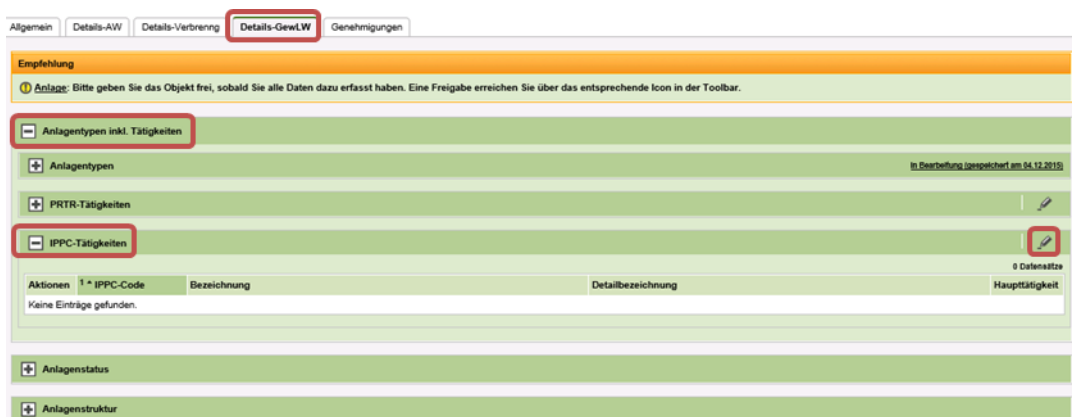 Allgemein Details-AW Details-Verbrenng Details-GewLW Genehmigungen
Empfehlung
Anlage: Bitte geben Sie das Objekt frei, sobald Sie alle Daten dazu erfasst haben. Eine Freigabe erreichen Sie über das entsprechende Icon in der Toolbar.
Anlagentypen inkl. Tätigkeiten
Anlagentypen In Bearbeitung (gespeichert am 04.12.2015)
PRTR-Tätigkeiten
IPPC-Tätigkeiten
0 Datensätze
Aktionen 1 IPPC-Code Bezeichnung Detailbezeichnung Haupttätigkeit
Keine Einträge gefunden.
Anlagenstatus
Anlagenstruktur